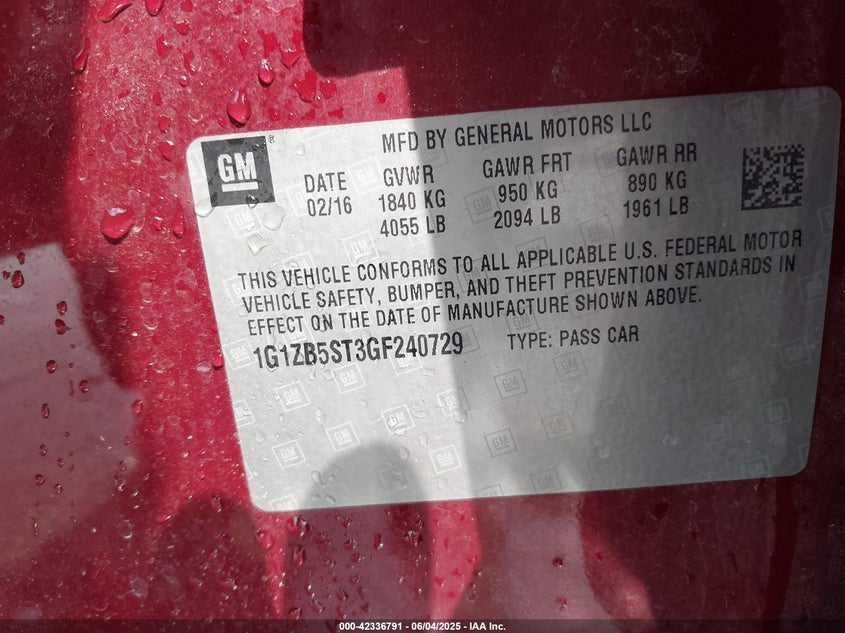 GM
MFD BY GENERAL MOTORS LLC
DATE GVWR GAWR FRT GAWR RR
02/16 1840 KG 950 KG 890 KG
4055 LB 2094 LB 1961 LB
THIS VEHICLE CONFORMS TO ALL APPLICABLE U.S. FEDERAL MOTOR
VEHICLE SAFETY, BUMPER, AND THEFT PREVENTION STANDARDS IN
EFFECT ON THE DATE OF MANUFACTURE SHOWN ABOVE.
1G1ZB5ST3GF240729 TYPE: PASS CAR
000-42336791 - 06/04/2025 - IAA Inc.